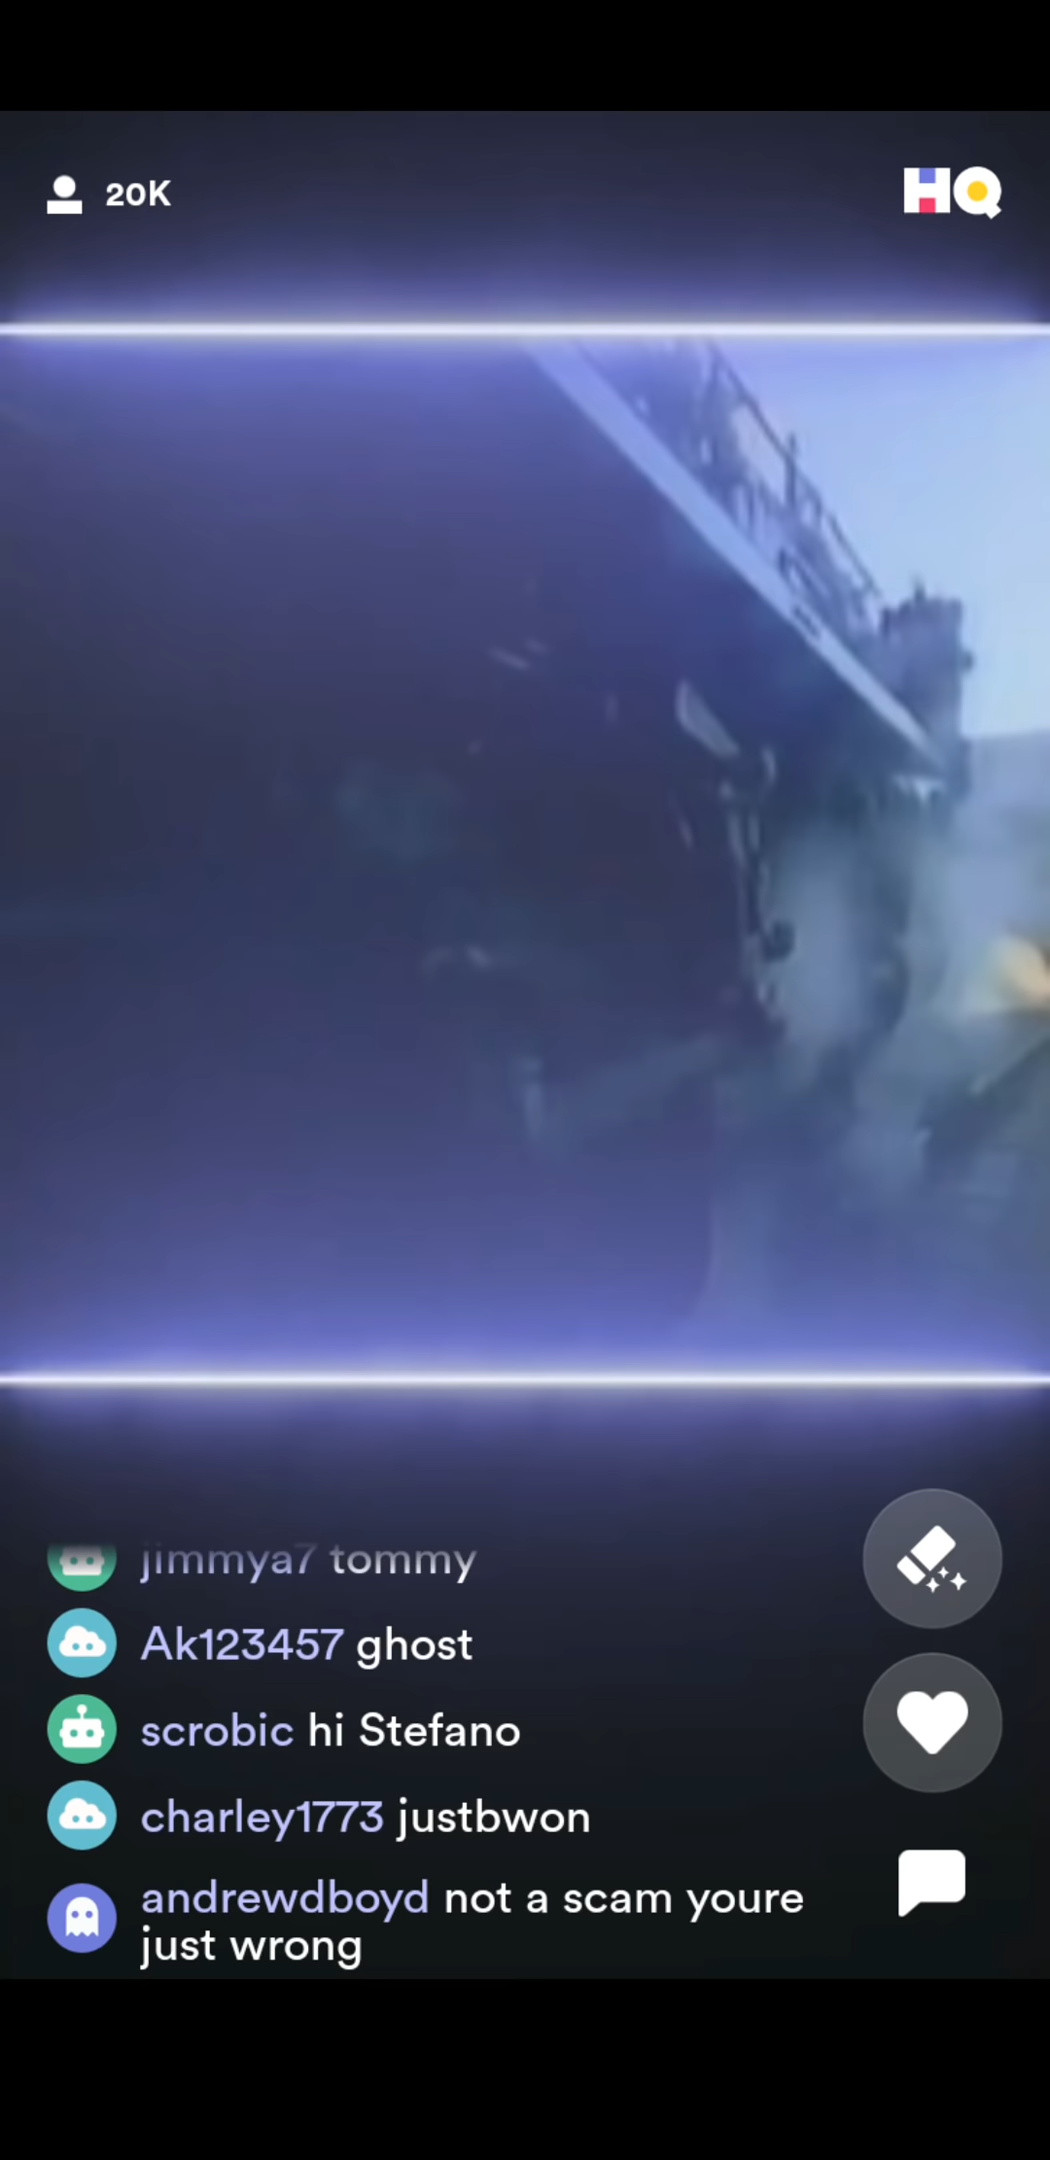 20K
HQ
jimmya7 tommy
Ak123457 ghost
scrobic hi Stefano
charley1773 justbwon
andrewdboyd not a scam youre
just wrong